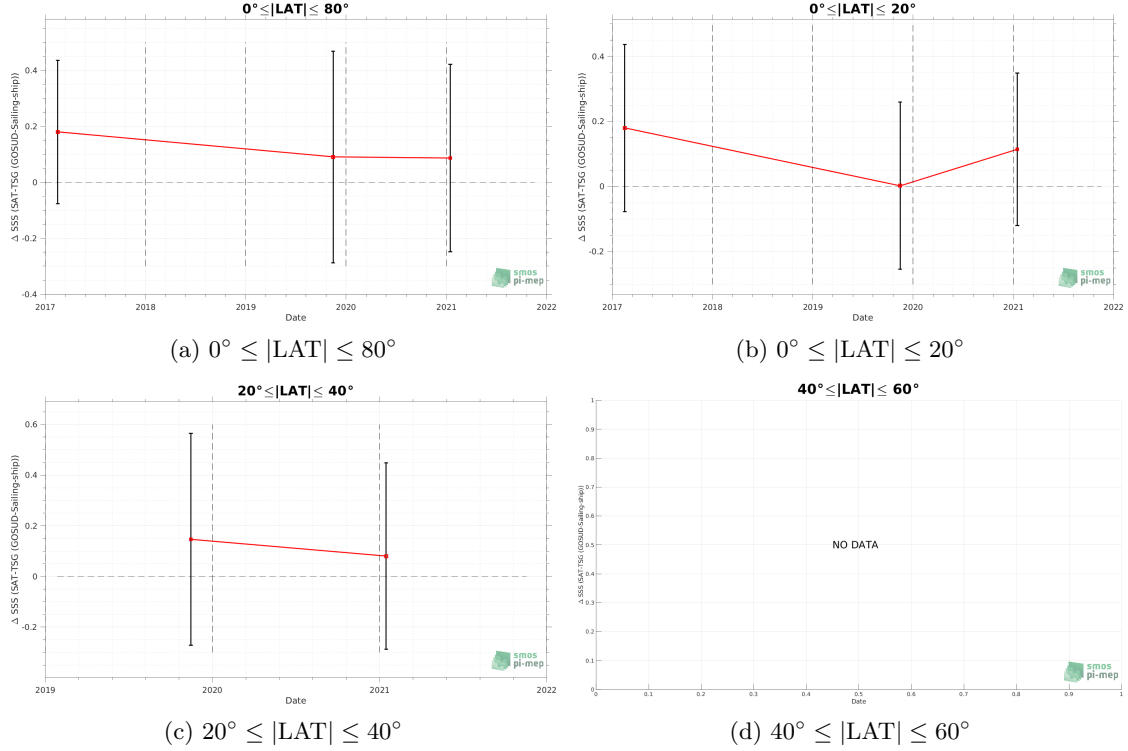 0°≤|LAT|≤ 80°
Δ SSS (SAT-TSG (GOSUD-Sailing-ship))
0.4
0.2
0
-0.2
-0.4
2017 2018 2019 2020 2021 2022
Date
smos
pi-mep
(a) 0° ≤ |LAT| ≤ 80°
0°≤|LAT|≤ 20°
Δ SSS (SAT-TSG (GOSUD-Sailing-ship))
0.4
0.2
0
-0.2
2017 2018 2019 2020 2021 2022
Date
smos
pi-mep
(b) 0° ≤ |LAT| ≤ 20°
20°≤|LAT|≤ 40°
Δ SSS (SAT-TSG (GOSUD-Sailing-ship))
0.6
0.4
0.2
0
-0.2
2019 2020 2021 2022
Date
smos
pi-mep
(c) 20° ≤ |LAT| ≤ 40°
40°≤|LAT|≤ 60°
Δ SSS (SAT-TSG (GOSUD-Sailing-ship))
1
0.9
0.8
0.7
0.6
0.5
0.4
0.3
0.2
0.1
0
NO DATA
0 0.1 0.2 0.3 0.4 0.5 0.6 0.7 0.8 0.9 1
Date
smos
pi-mep
(d) 40° ≤ |LAT| ≤ 60°